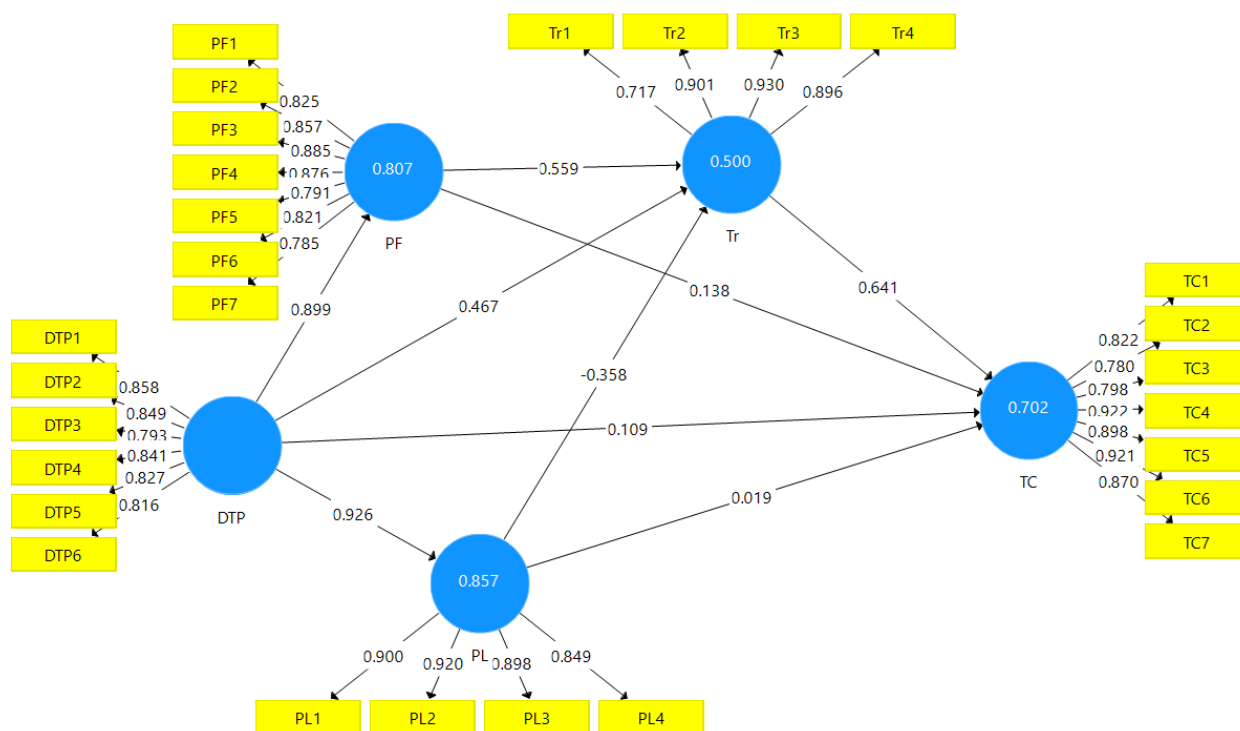 Tr1 Tr2 Tr3 Tr4
PF1
PF2
PF3
PF4
PF5
PF6
PF7
0.825
0.857
0.885
0.876
0.791
0.821
0.785
0.717 0.901 0.930 0.896
0.807
PF
0.500
Tr
0.559
0.899
0.467
0.138
0.641
-0.358
DTP1
DTP2
DTP3
DTP4
DTP5
DTP6
0.858
0.849
0.793
0.841
0.827
0.816
DTP
0.109
0.926
0.019
TC1
TC2
TC3
TC4
TC5
TC6
TC7
0.822
0.780
0.798
0.922
0.898
0.921
0.870
0.702
TC
0.857
PL
0.900 0.920 0.898 0.849
PL1 PL2 PL3 PL4